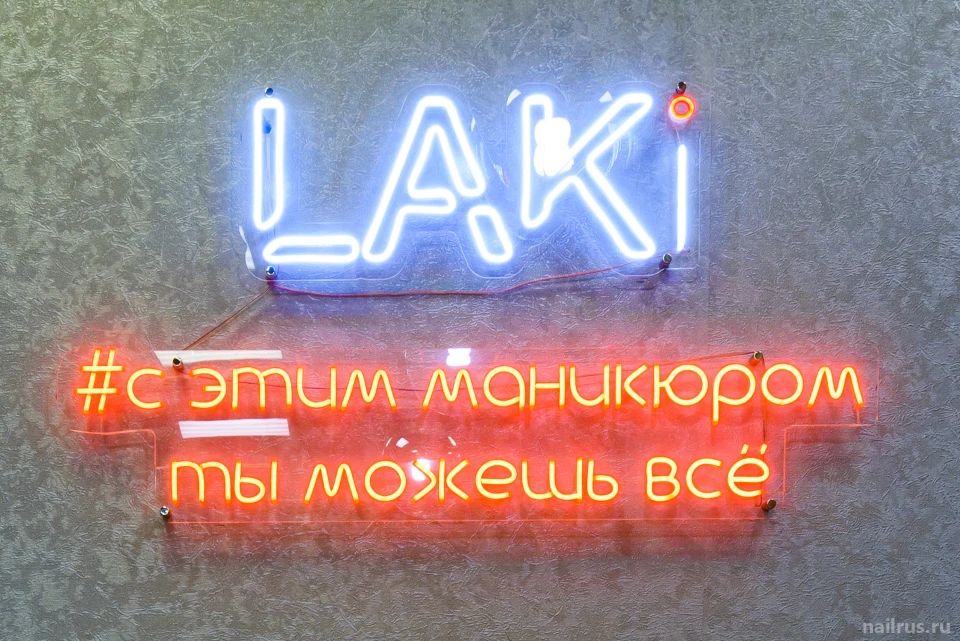 LAKi
#с этим маникюром
ты можешь всё
nailrus.ru